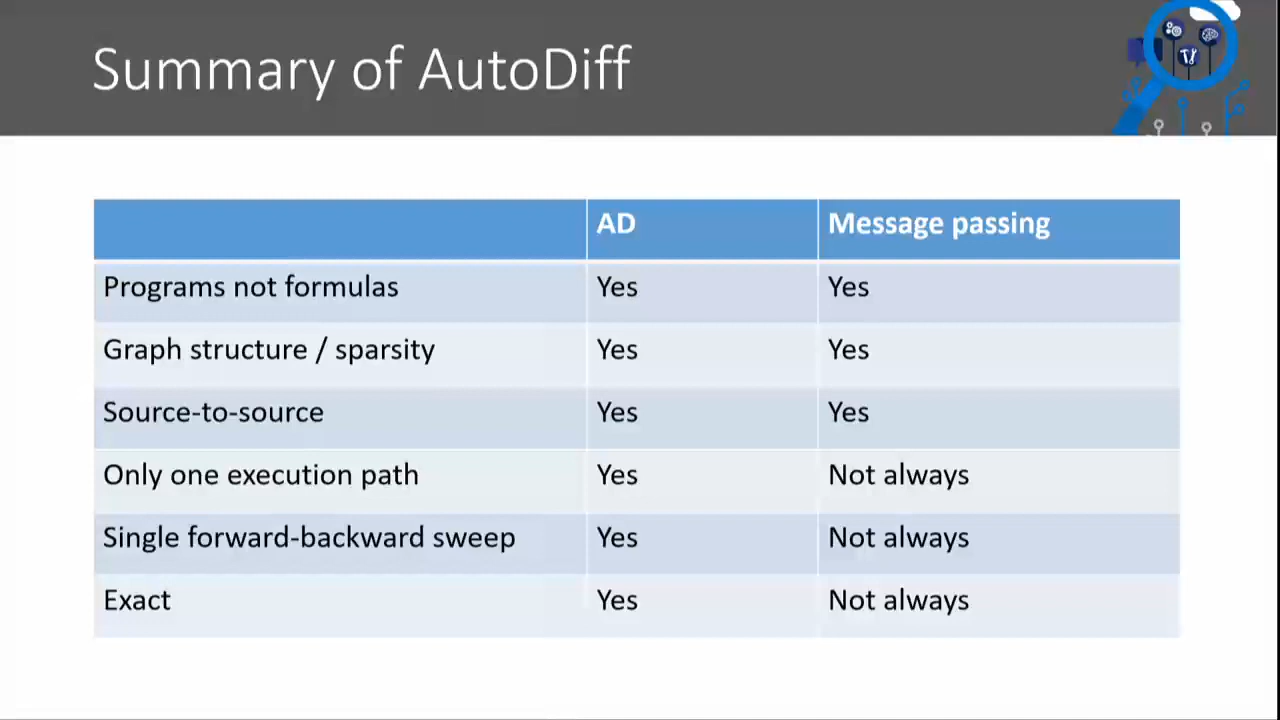 Summary of AutoDiff
AD Message passing
Programs not formulas Yes Yes
Graph structure / sparsity Yes Yes
Source-to-source Yes Yes
Only one execution path Yes Not always
Single forward-backward sweep Yes Not always
Exact Yes Not always